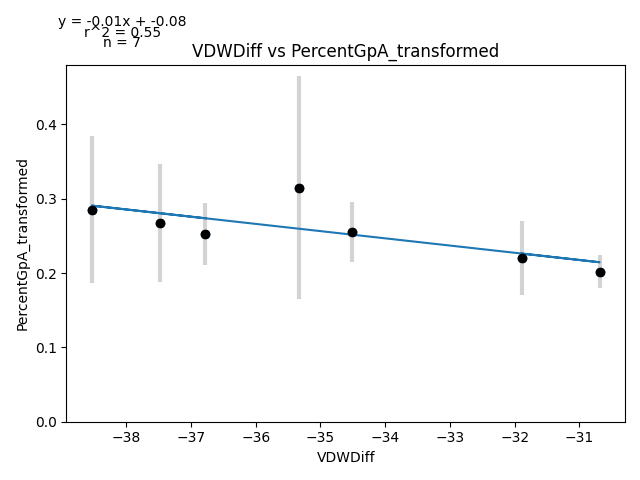 y = -0.01x + -0.08
r^2 = 0.55
n = 7
VDWDiff vs PercentGpA_transformed
PercentGpA_transformed
0.4
0.3
0.2
0.1
0.0
−38
−37
−36
−35
−34
−33
−32
−31
VDWDiff